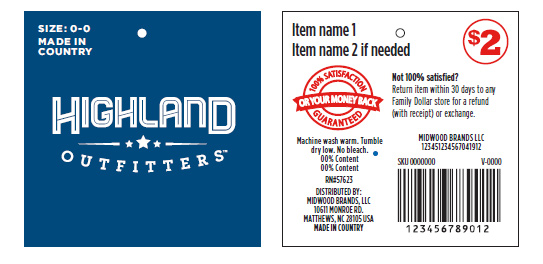 SIZE: 0-0
MADE IN
COUNTRY
HIGHLAND
OUTFITTERS™
Item name 1
Item name 2 if needed
$2
100% SATISFACTION
OR YOUR MONEY BACK
GUARANTEED
Not 100% satisfied?
Return item within 30 days to any
Family Dollar store for a refund
(with receipt) or exchange.
Machine wash warm. Tumble
dry low. No bleach.
00% Content
00% Content
RN#57623
DISTRIBUTED BY:
MIDWOOD BRANDS, LLC
10611 MONROE RD.
MATTHEWS, NC 28105 USA
MADE IN COUNTRY
MIDWOOD BRANDS LLC
123451234567041912
SKU 0000000 V-0000
123456789012